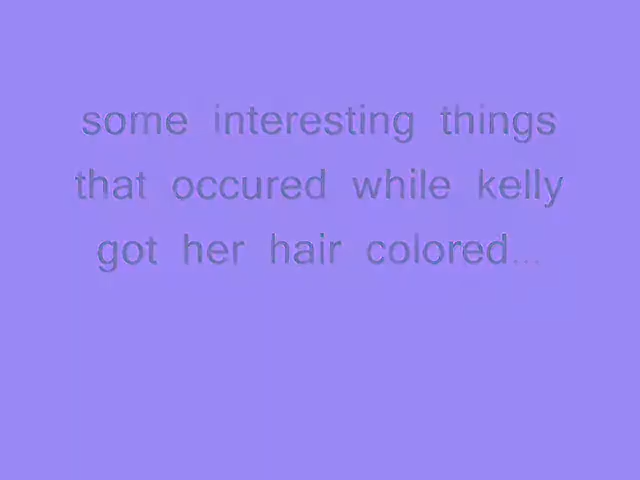 some interesting things
that occured while kelly
got her hair colored...